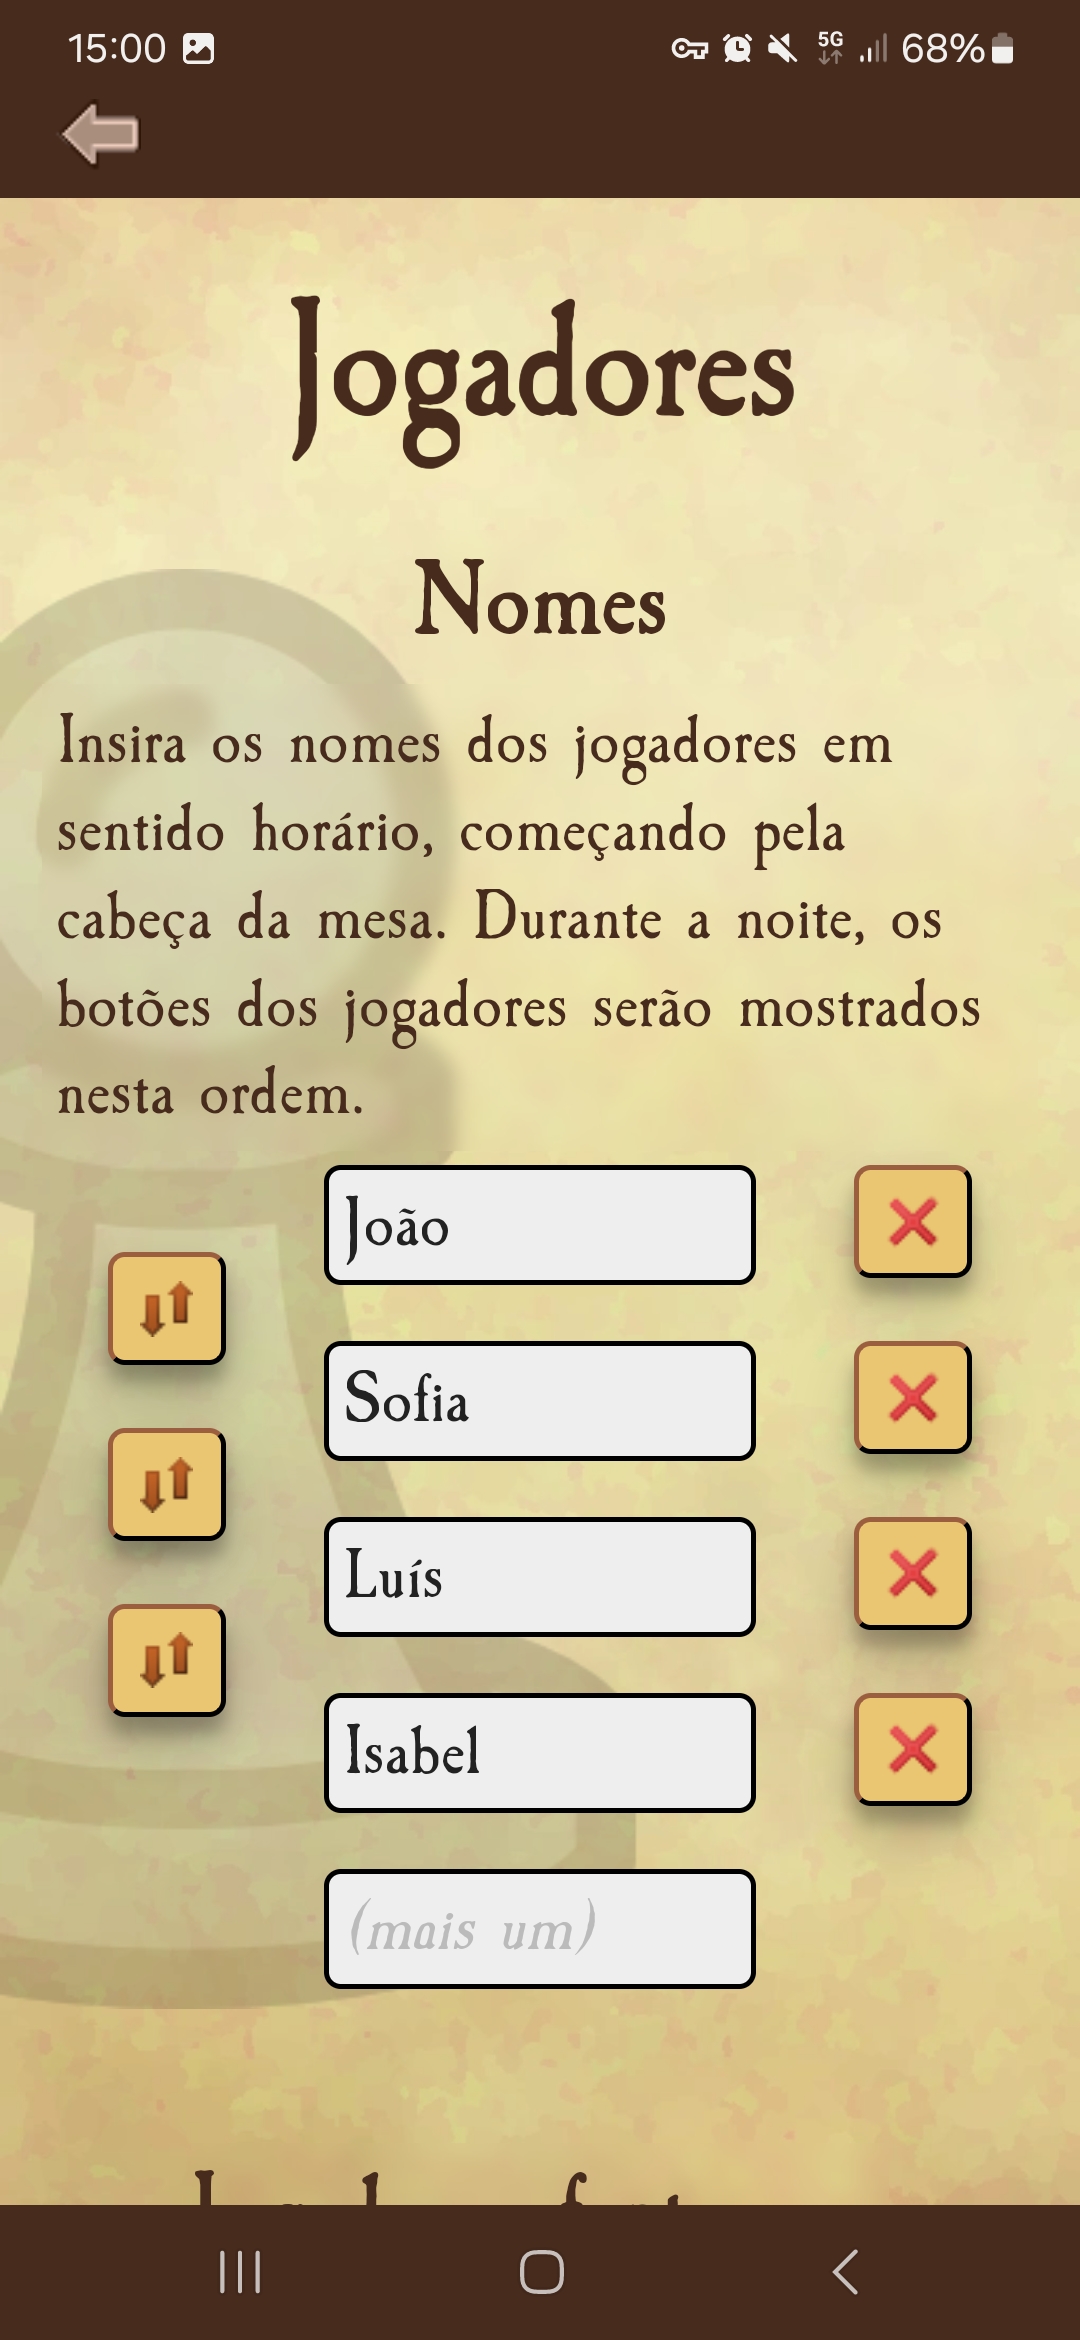 15:00
5G
68%
Jogadores
Nomes
Insira os nomes dos jogadores em
sentido horário, começando pela
cabeça da mesa. Durante a noite, os
botões dos jogadores serão mostrados
nesta ordem.
João
Sofia
Luís
Isabel
(mais um)